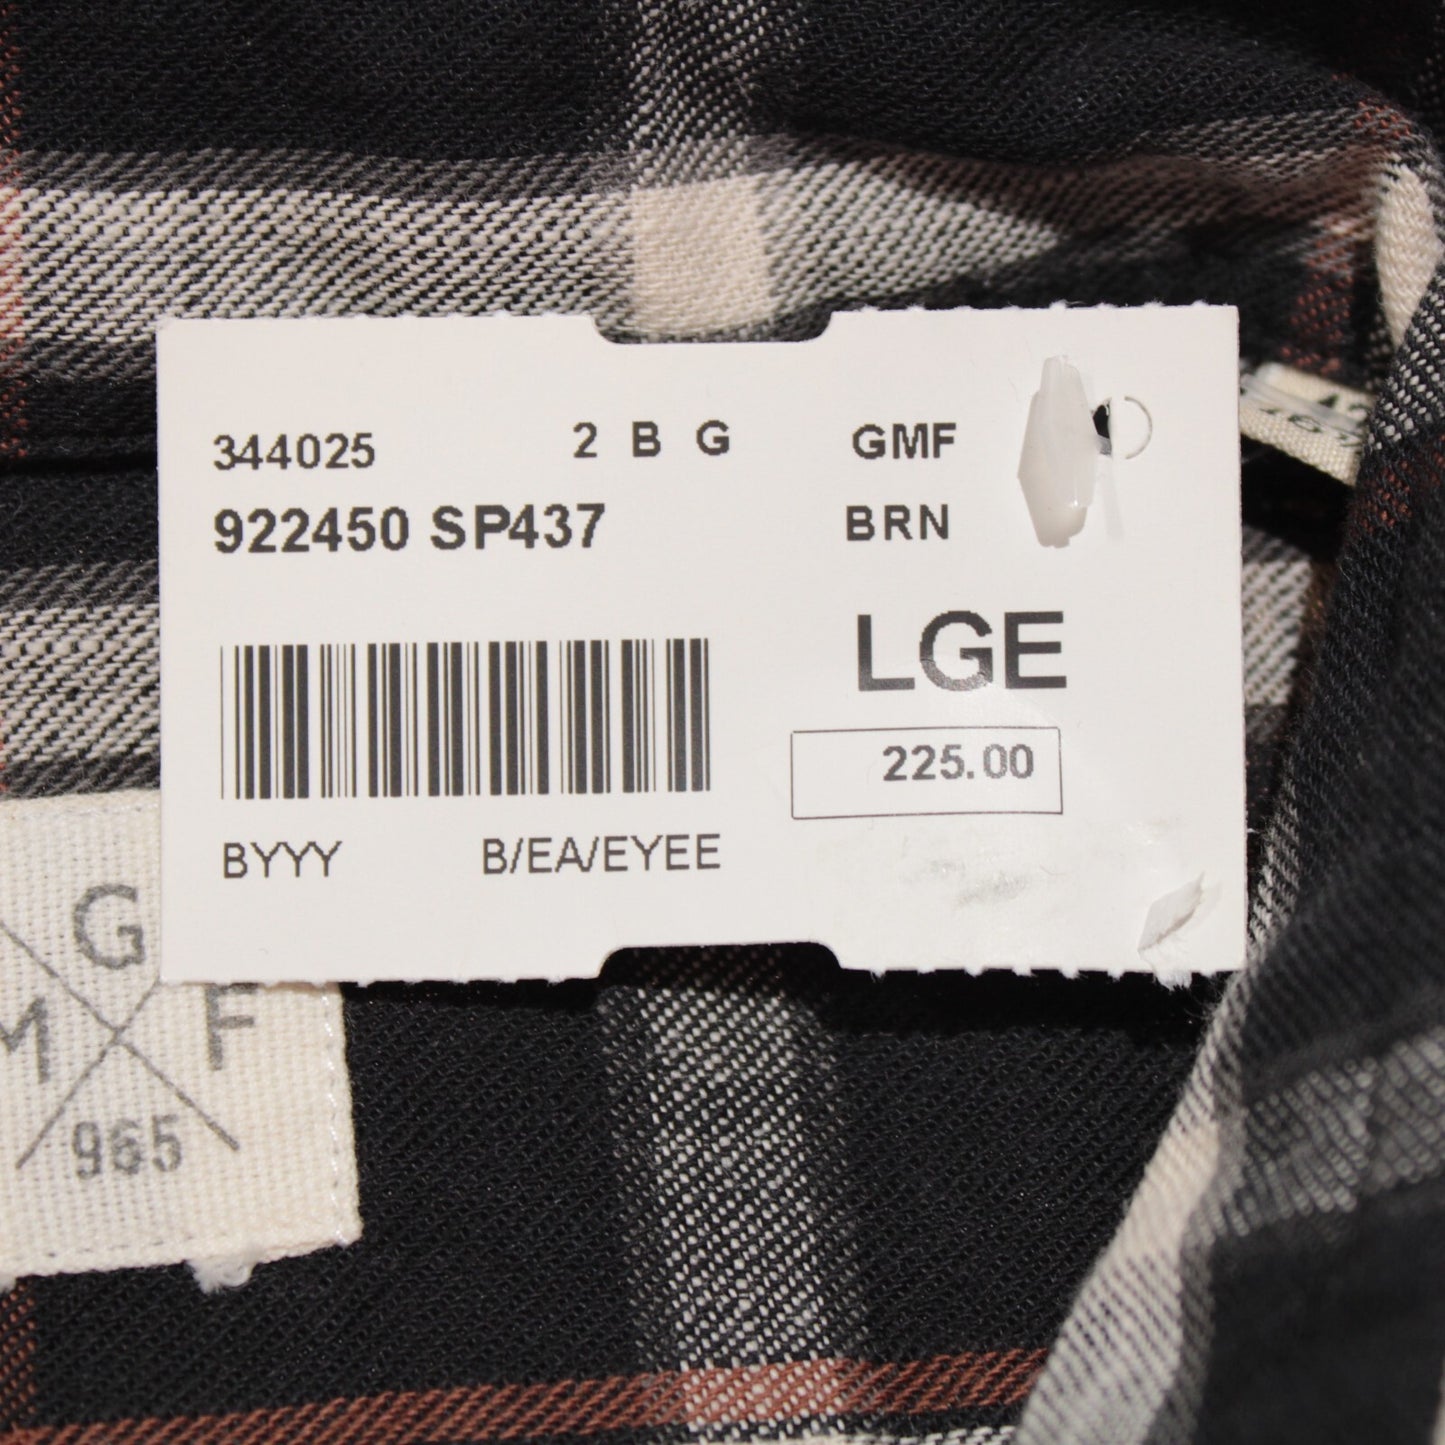 344025 2 B G GMF
922450 SP437 BRN
LGE
225.00
BYYY B/EA/EYEE
G
M F
965